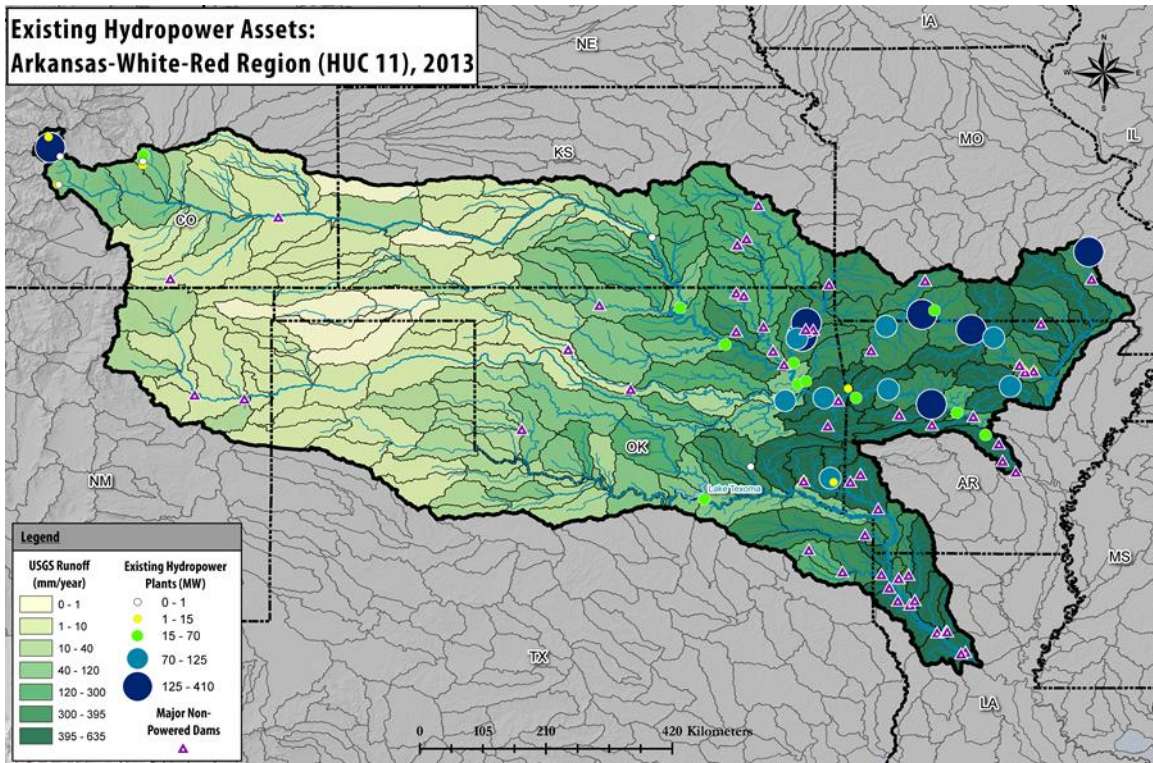 Existing Hydropower Assets:
Arkansas-White-Red Region (HUC 11), 2013
IA
NE
N
W
E
S
MO
IL
KS
CO
OK
Lake Texoma
NM
AR
MS
TX
LA
Legend
USGS Runoff
(mm/year)
0 - 1
1 - 10
10 - 40
40 - 120
120 - 300
300 - 395
395 - 635
Existing Hydropower
Plants (MW)
0 - 1
1 - 15
15 - 70
70 - 125
125 - 410
Major Non-
Powered Dams
0 105 210 420 Kilometers